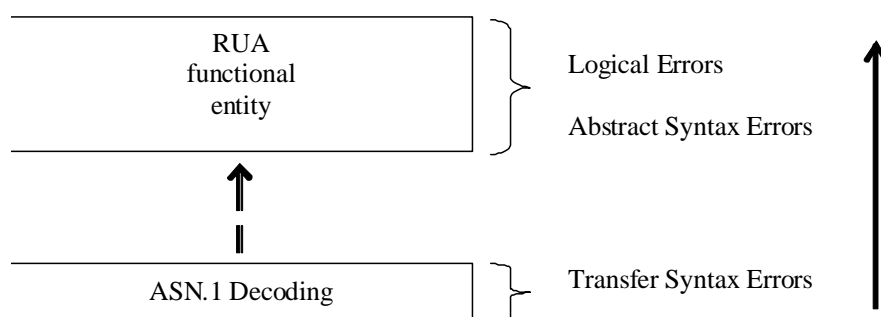 RUA
functional
entity
Logical Errors
Abstract Syntax Errors
ASN.1 Decoding
Transfer Syntax Errors